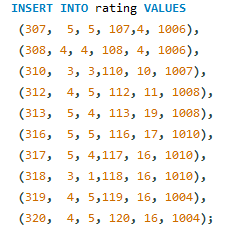 INSERT INTO rating VALUES
(307, 5, 5, 107,4, 1006),
(308, 4, 4, 108, 4, 1006),
(310, 3, 3,110, 10, 1007),
(312, 4, 5, 112, 11, 1008),
(313, 5, 4, 113, 19, 1008),
(316, 5, 5, 116, 17, 1010),
(317, 5, 4,117, 16, 1010),
(318, 3, 1,118, 16, 1010),
(319, 4, 5,119, 16, 1004),
(320, 4, 5, 120, 16, 1004);